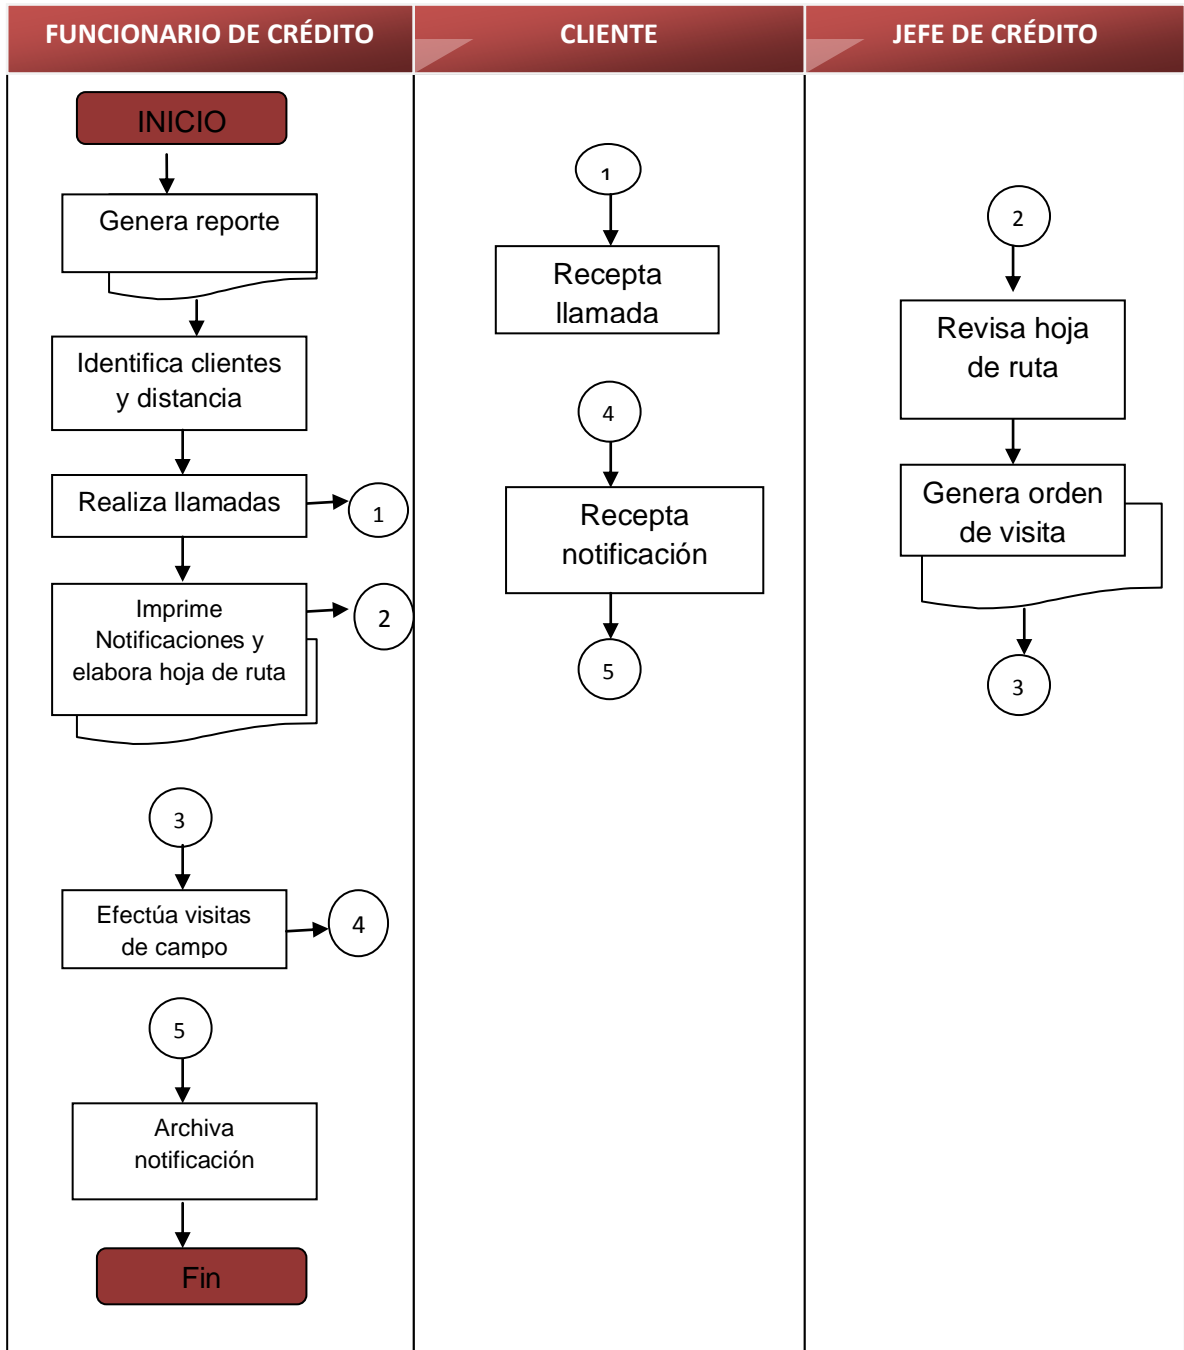 FUNCIONARIO DE CRÉDITO
CLIENTE
JEFE DE CRÉDITO
INICIO
Genera reporte
Identifica clientes
y distancia
Realiza llamadas
1
Imprime
Notificaciones y
elabora hoja de ruta
2
3
Efectúa visitas
de campo
4
5
Archiva
notificación
Fin
1
Recepta
llamada
4
Recepta
notificación
5
2
Revisa hoja
de ruta
Genera orden
de visita
3